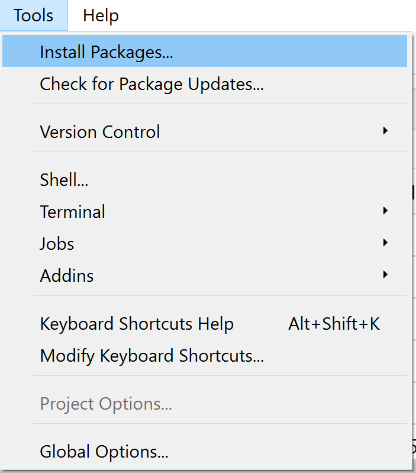 Tools Help
Install Packages...
Check for Package Updates...
Version Control
Shell...
Terminal
Jobs
Addins
Keyboard Shortcuts Help Alt+Shift+K
Modify Keyboard Shortcuts...
Project Options...
Global Options...